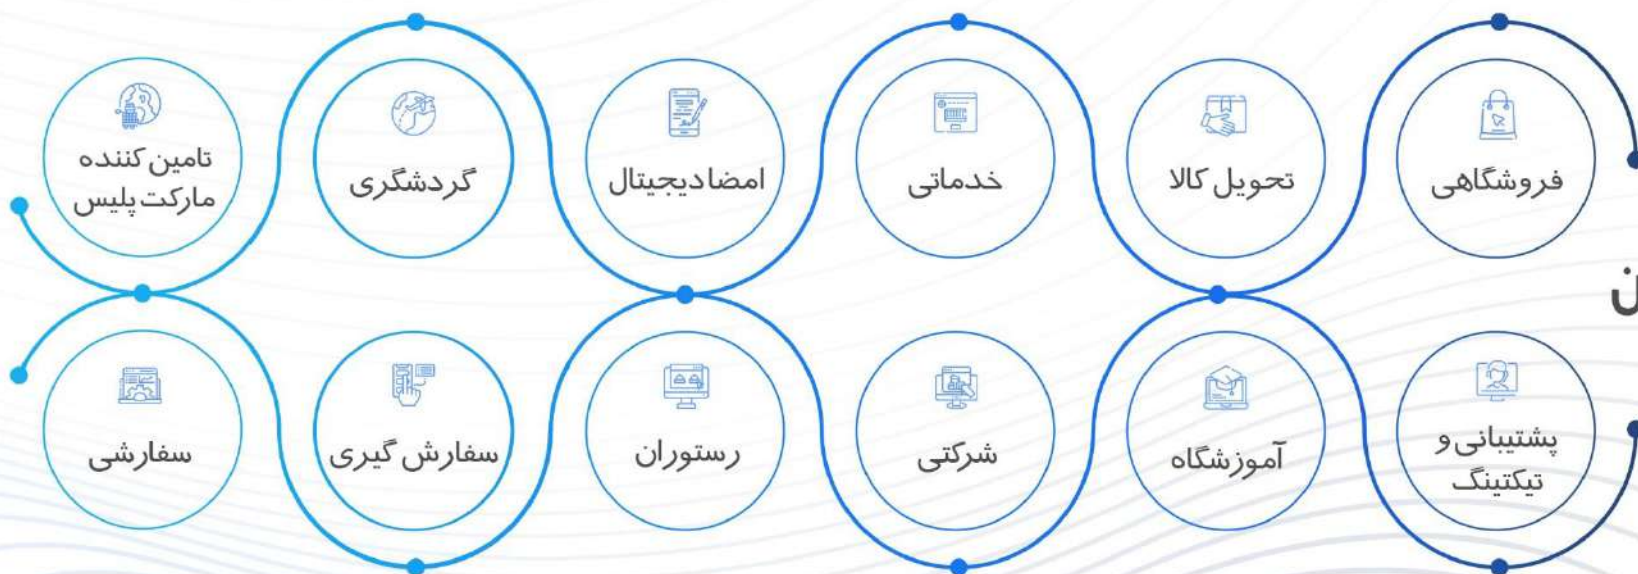 فروشگاهی
تحویل کالا
خدماتی
امضا دیجیتال
گردشگری
تامین کننده
مارکت پلیس
ن
پشتیبانی و
تیکتینگ
آموزشگاه
شرکتی
رستوران
سفارش گیری
سفارشی